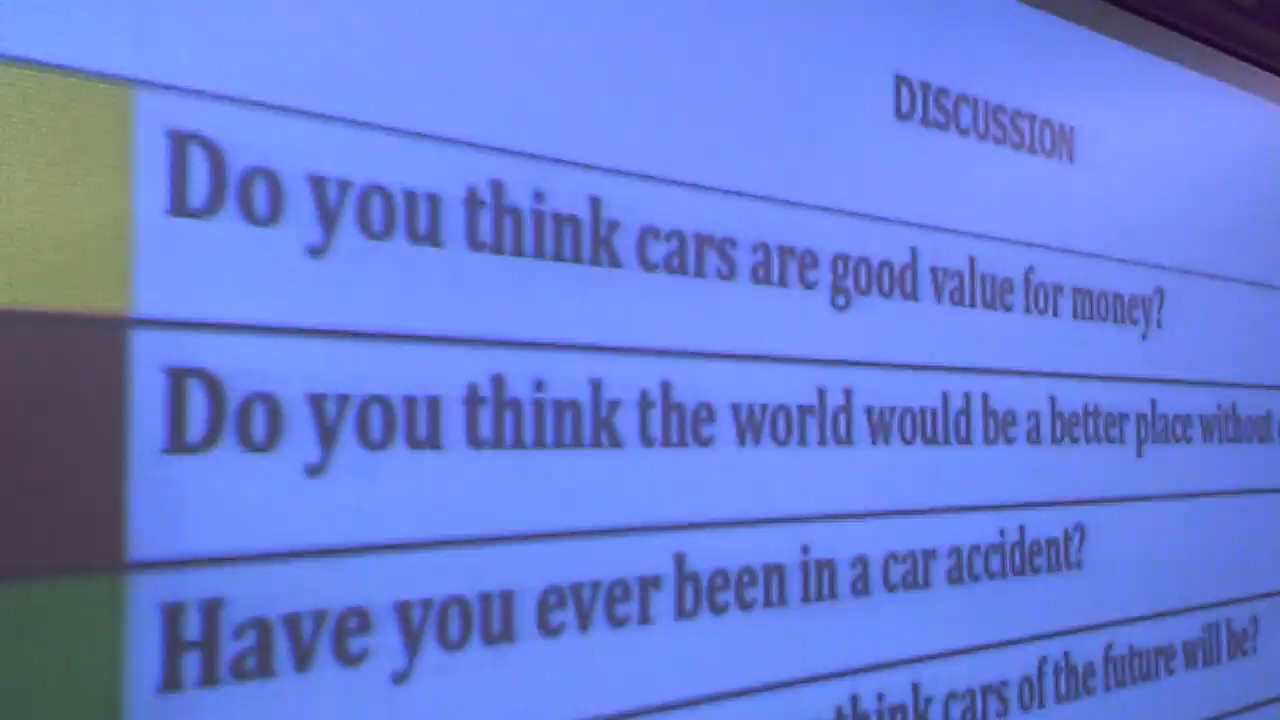 DISCUSSION
Do you think cars are good value for money?
Do you think the world would be a better place without
Have you ever been in a car accident?
think cars of the future will be?